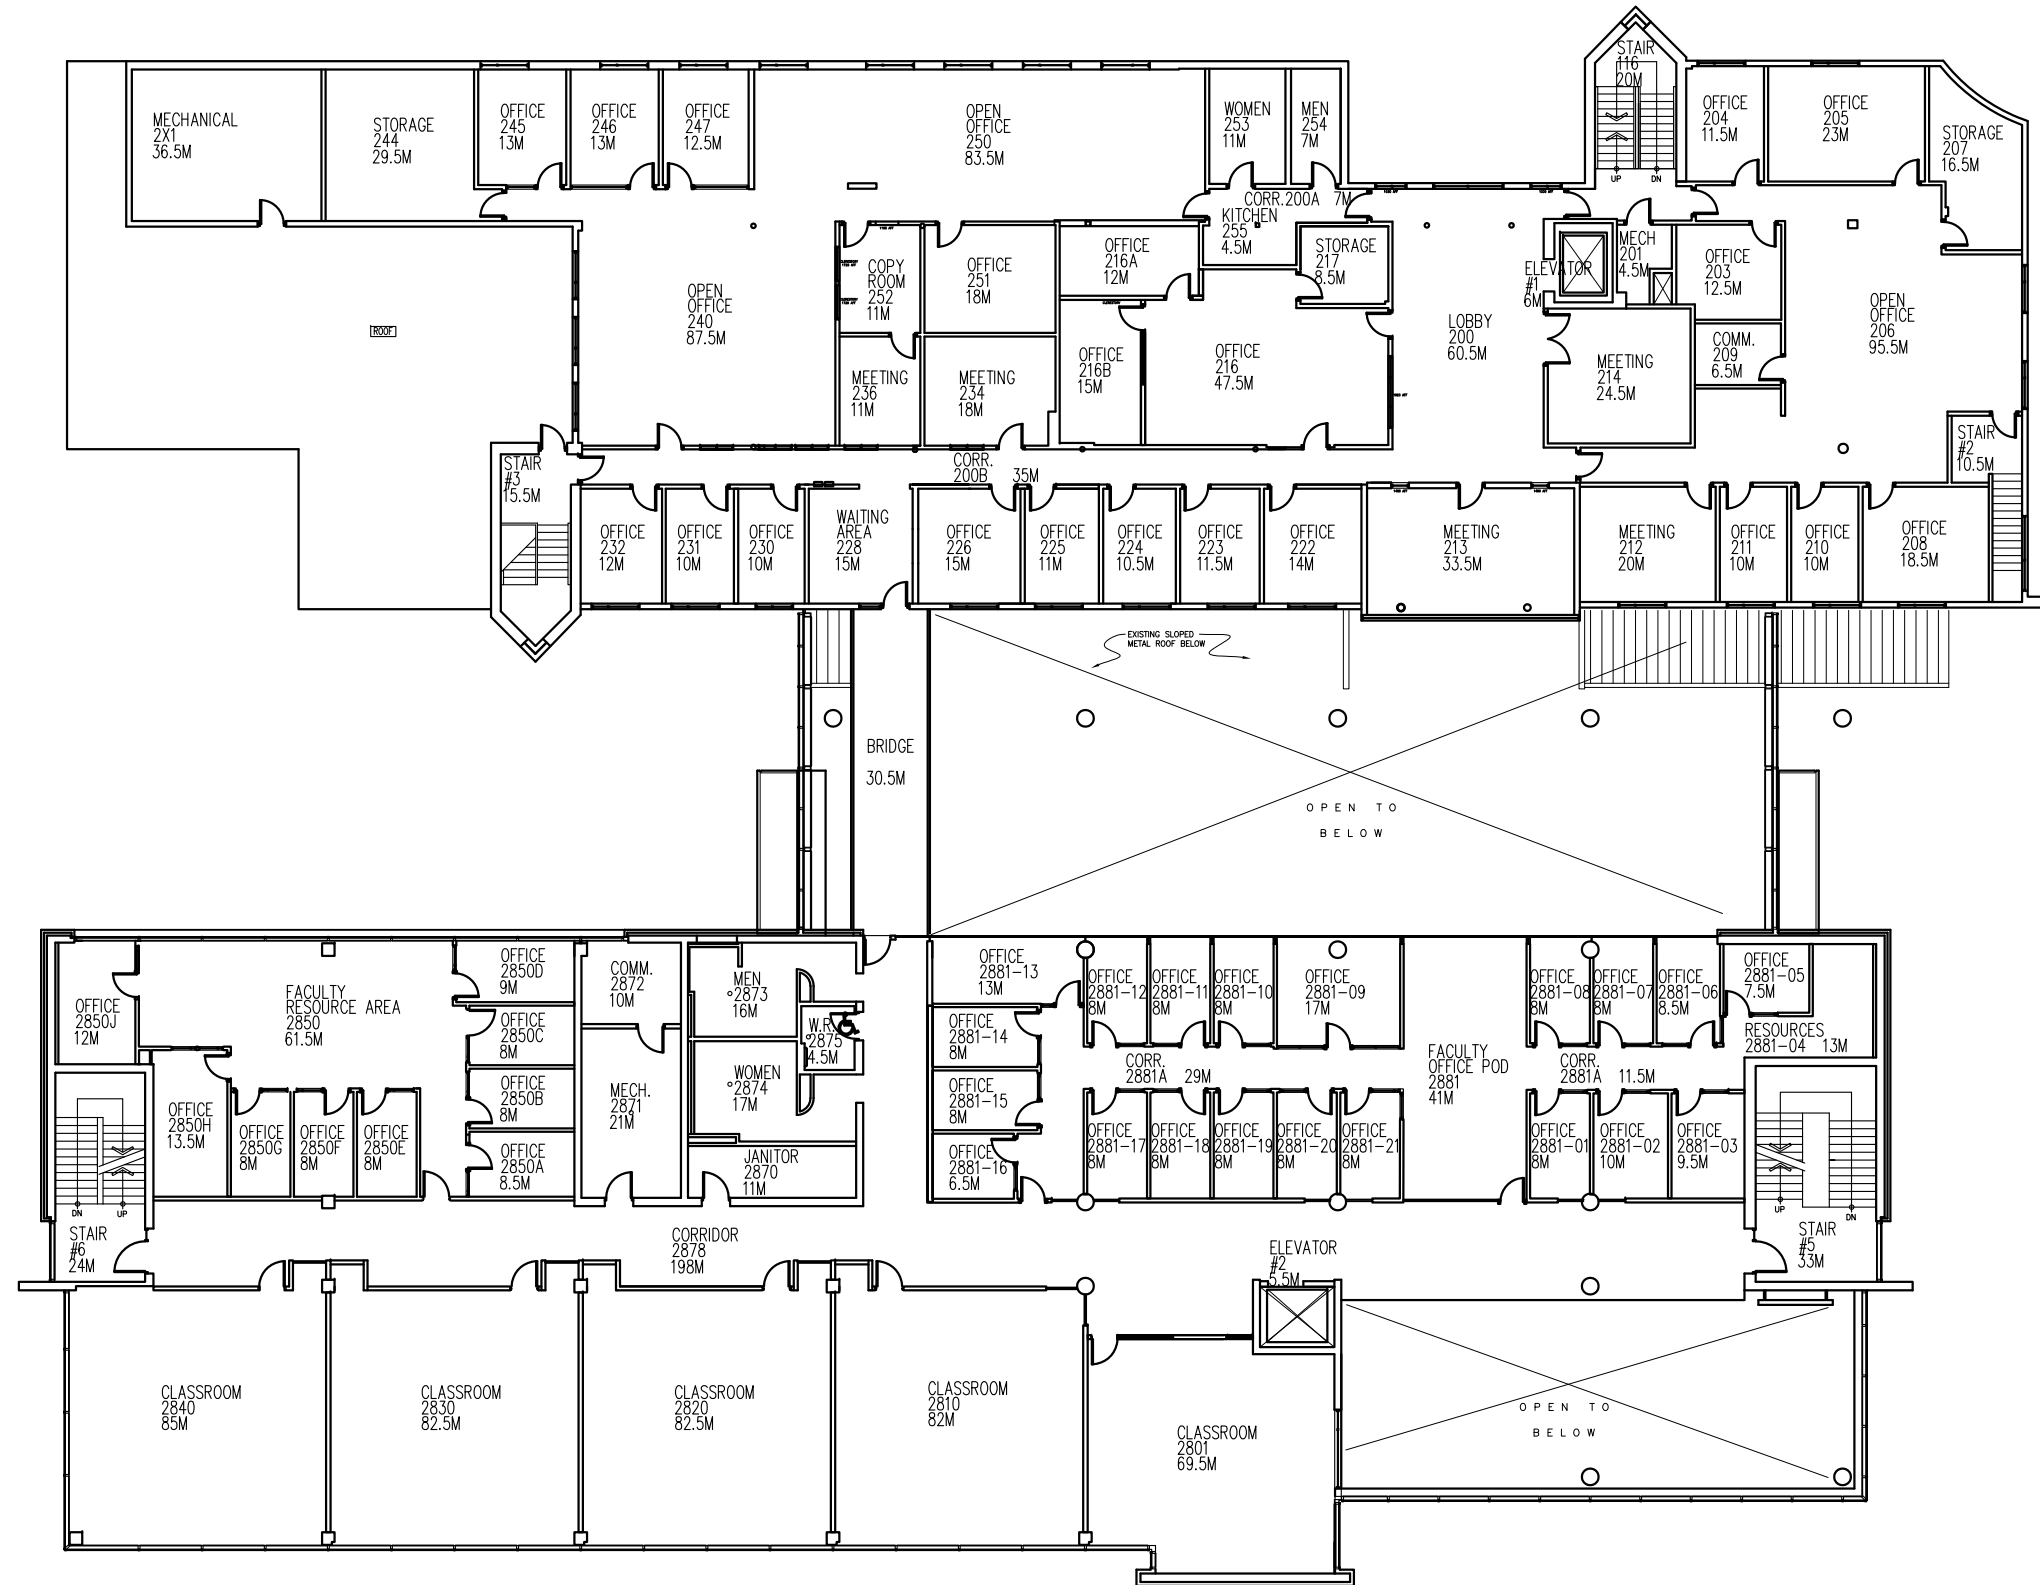 STAIR
116
20M
UP
DN
MECHANICAL
2X1
36.5M
STORAGE
244
29.5M
OFFICE
245
13M
OFFICE
246
13M
OFFICE
247
12.5M
OPEN
OFFICE
250
83.5M
WOMEN
253
11M
MEN
254
7M
OFFICE
204
11.5M
OFFICE
205
23M
STORAGE
207
16.5M
CORR.200A 7M
KITCHEN
255
4.5M
STORAGE
217
8.5M
OFFICE
216A
12M
OFFICE
251
18M
COPY
ROOM
252
11M
OPEN
OFFICE
240
87.5M
ROOF
MECH
201
4.5M
ELEVATOR
#1
6M
OFFICE
203
12.5M
OPEN
OFFICE
206
95.5M
LOBBY
200
60.5M
COMM.
209
6.5M
MEETING
214
24.5M
OFFICE
216
47.5M
OFFICE
216B
15M
MEETING
234
18M
MEETING
236
11M
STAIR
#2
10.5M
STAIR
#3
15.5M
CORR.
200B 35M
OFFICE
232
12M
OFFICE
231
10M
OFFICE
230
10M
WAITING
AREA
228
15M
OFFICE
226
15M
OFFICE
225
11M
OFFICE
224
10.5M
OFFICE
223
11.5M
OFFICE
222
14M
MEETING
213
33.5M
MEETING
212
20M
OFFICE
211
10M
OFFICE
210
10M
OFFICE
208
18.5M
EXISTING SLOPED
METAL ROOF BELOW
BRIDGE
30.5M
OPEN TO
BELOW
OFFICE
2850J
12M
FACULTY
RESOURCE AREA
2850
61.5M
OFFICE
2850D
9M
OFFICE
2850C
8M
OFFICE
2850B
8M
OFFICE
2850A
8.5M
OFFICE
2850H
13.5M
OFFICE
2850G
8M
OFFICE
2850F
8M
OFFICE
2850E
8M
COMM.
2872
10M
MECH.
2871
21M
MEN
2873
16M
W.R.
2875
4.5M
WOMEN
2874
17M
JANITOR
2870
11M
OFFICE
2881-13
13M
OFFICE
2881-12
8M
OFFICE
2881-11
8M
OFFICE
2881-10
8M
OFFICE
2881-09
17M
OFFICE
2881-08
8M
OFFICE
2881-07
8M
OFFICE
2881-06
8.5M
OFFICE
2881-05
7.5M
RESOURCES
2881-04 13M
OFFICE
2881-14
8M
OFFICE
2881-15
8M
OFFICE
2881-16
6.5M
CORR.
2881A 29M
FACULTY
OFFICE POD
2881
41M
CORR.
2881A 11.5M
OFFICE
2881-17
8M
OFFICE
2881-18
8M
OFFICE
2881-19
8M
OFFICE
2881-20
8M
OFFICE
2881-21
8M
OFFICE
2881-01
8M
OFFICE
2881-02
10M
OFFICE
2881-03
9.5M
DN
UP
STAIR
#6
24M
UP
DN
STAIR
#5
33M
CORRIDOR
2878
198M
ELEVATOR
#2
5.5M
CLASSROOM
2840
85M
CLASSROOM
2830
82.5M
CLASSROOM
2820
82.5M
CLASSROOM
2810
82M
CLASSROOM
2801
69.5M
OPEN TO
BELOW